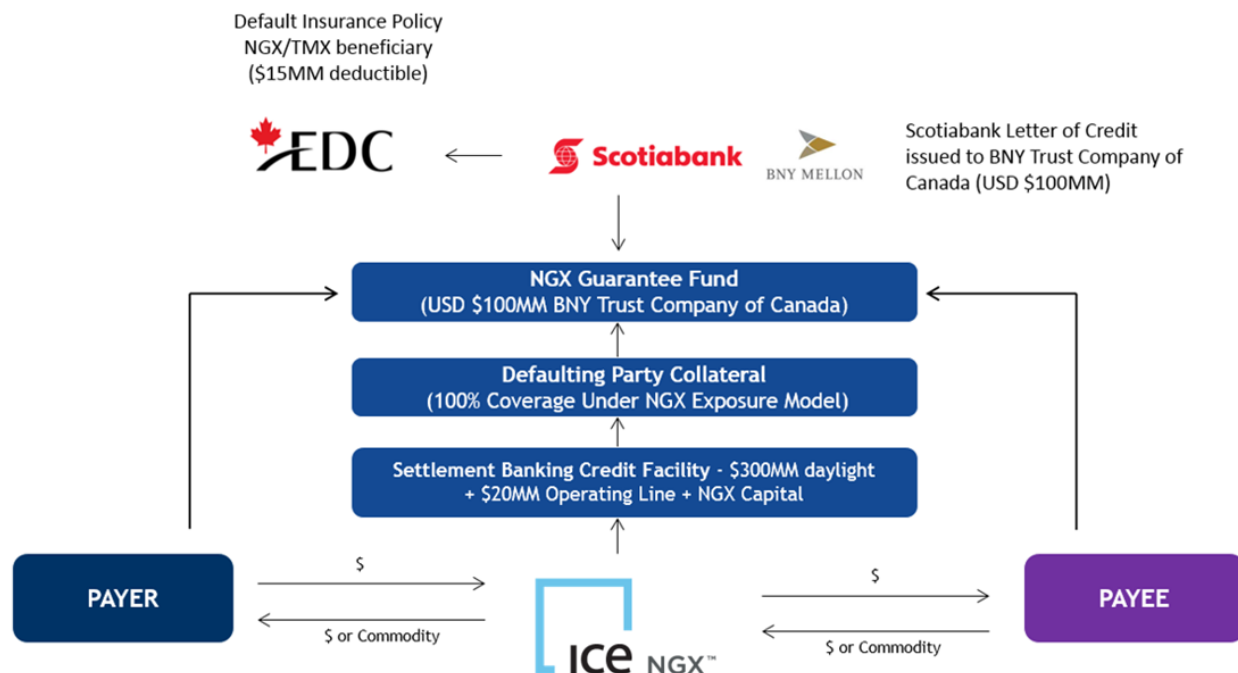 Default Insurance Policy
NGX/TMX beneficiary
($15MM deductible)
EDC
Scotiabank
BNY MELLON
Scotiabank Letter of Credit
issued to BNY Trust Company of
Canada (USD $100MM)
NGX Guarantee Fund
(USD $100MM BNY Trust Company of Canada)
Defaulting Party Collateral
(100% Coverage Under NGX Exposure Model)
Settlement Banking Credit Facility - $300MM daylight
+ $20MM Operating Line + NGX Capital
PAYER
$
$ or Commodity
ice NGX™
$
$ or Commodity
PAYEE